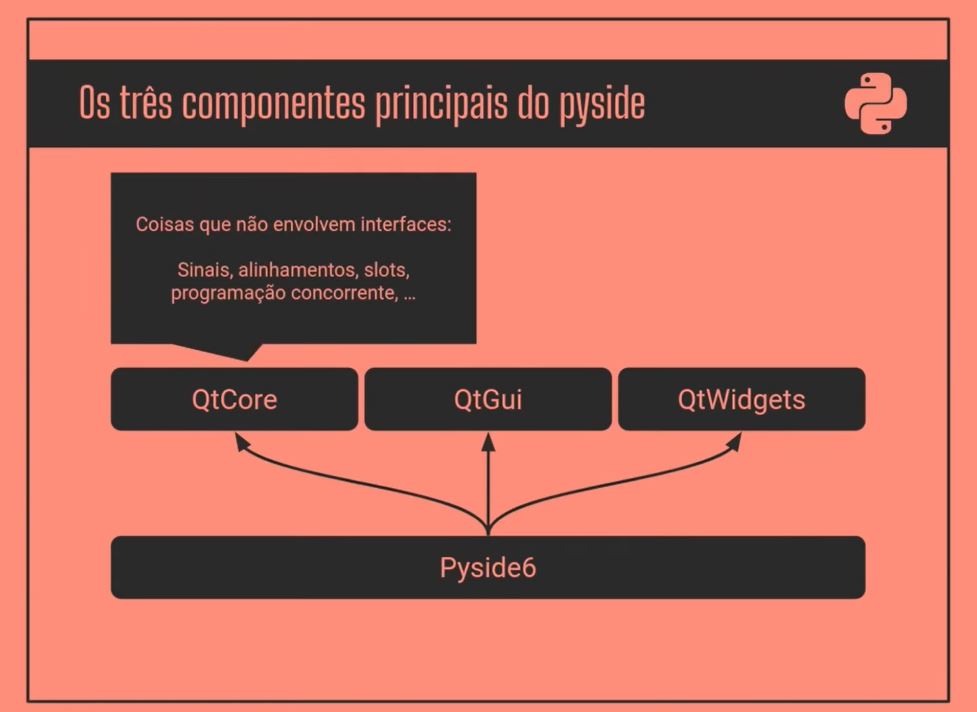 Os três componentes principais do pyside
Coisas que não envolvem interfaces:
Sinais, alinhamentos, slots,
programação concorrente, ...
QtCore
QtGui
QtWidgets
Pyside6